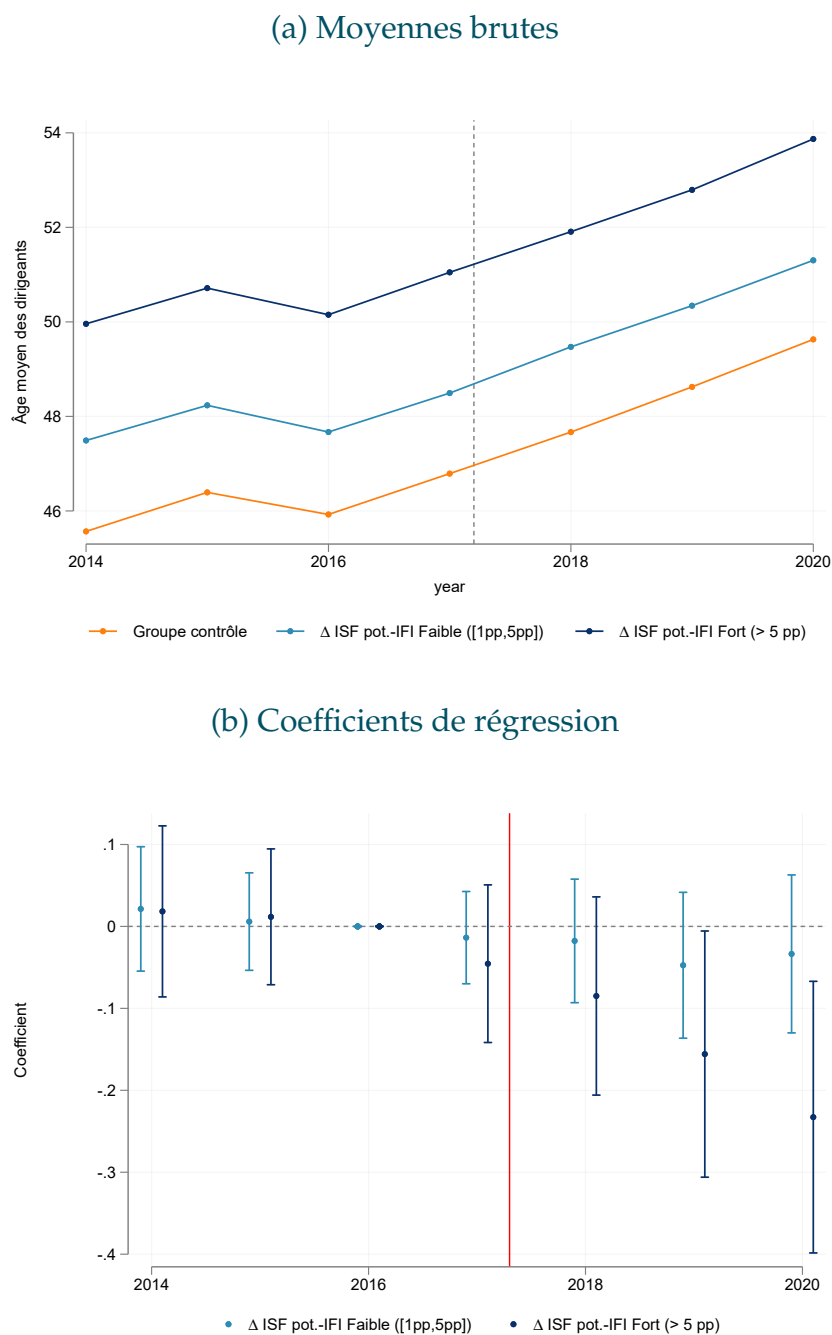 (a) Moyennes brutes
54
52
50
48
46
Âge moyen des dirigeants
2014
2016
2018
2020
year
Groupe contrôle
Δ ISF pot.-IFI Faible ([1pp,5pp])
Δ ISF pot.-IFI Fort (> 5 pp)
(b) Coefficients de régression
.1
0
-.1
-.2
-.3
-.4
Coefficient
2014
2016
2018
2020
Δ ISF pot.-IFI Faible ([1pp,5pp])
Δ ISF pot.-IFI Fort (> 5 pp)